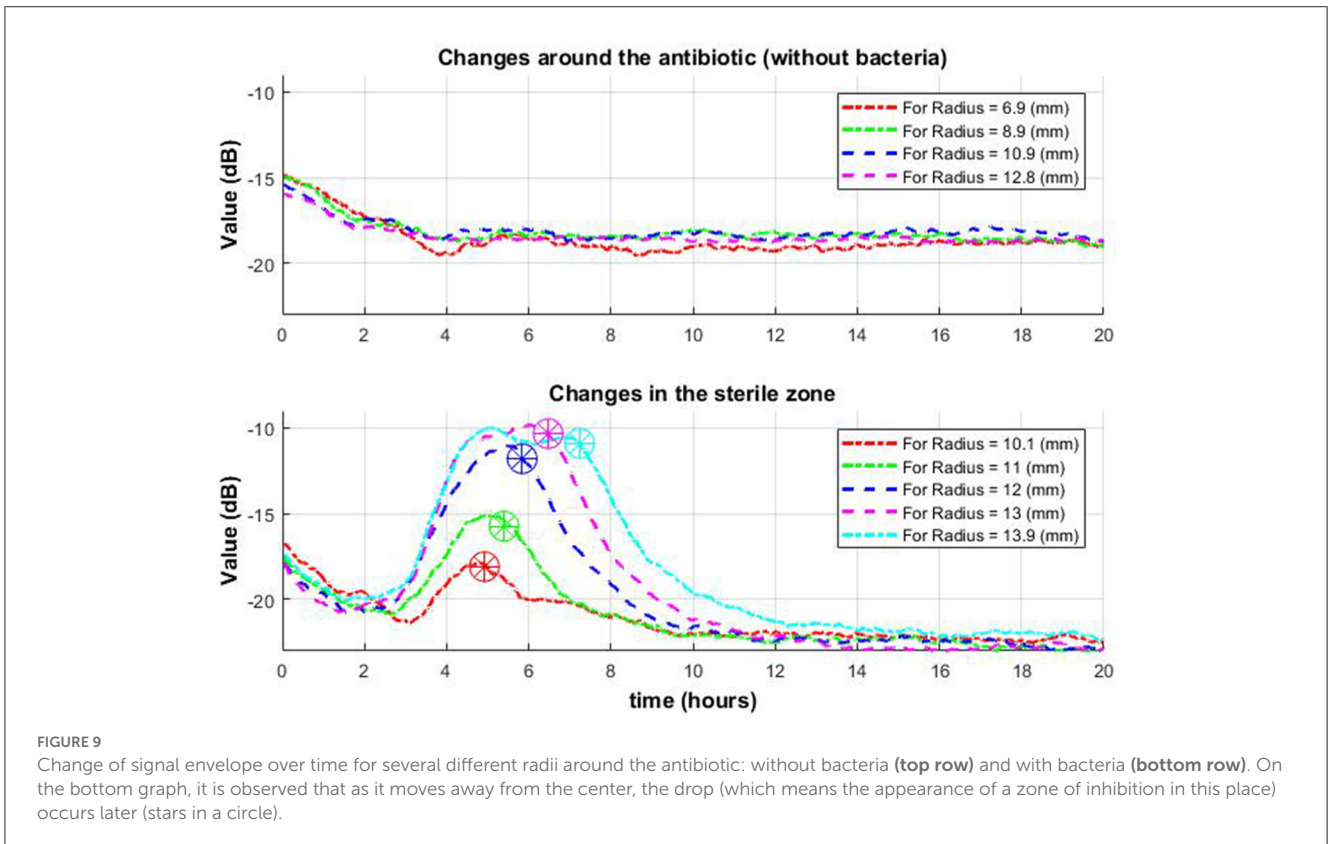 Changes around the antibiotic (without bacteria)
-10
-15
-20
Value (dB)
For Radius = 6.9 (mm)
For Radius = 8.9 (mm)
For Radius = 10.9 (mm)
For Radius = 12.8 (mm)
0 2 4 6 8 10 12 14 16 18 20
Changes in the sterile zone
-10
-15
-20
Value (dB)
For Radius = 10.1 (mm)
For Radius = 11 (mm)
For Radius = 12 (mm)
For Radius = 13 (mm)
For Radius = 13.9 (mm)
0 2 4 6 8 10 12 14 16 18 20
time (hours)
FIGURE 9
Change of signal envelope over time for several different radii around the antibiotic: without bacteria (top row) and with bacteria (bottom row). On
the bottom graph, it is observed that as it moves away from the center, the drop (which means the appearance of a zone of inhibition in this place)
occurs later (stars in a circle).